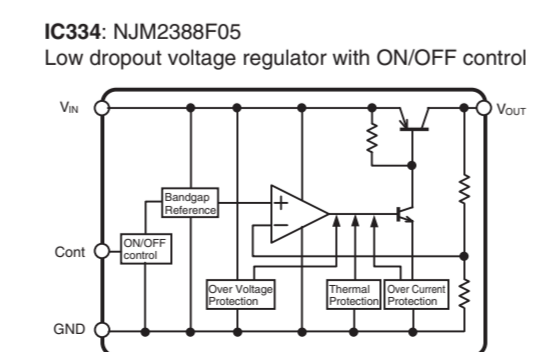 IC334: NJM2388F05
Low dropout voltage regulator with ON/OFF control
VIN
VOUT
Bandgap
Reference
+
−
Cont
ON/OFF
control
Over Voltage
Protection
Thermal
Protection
Over Current
Protection
GND